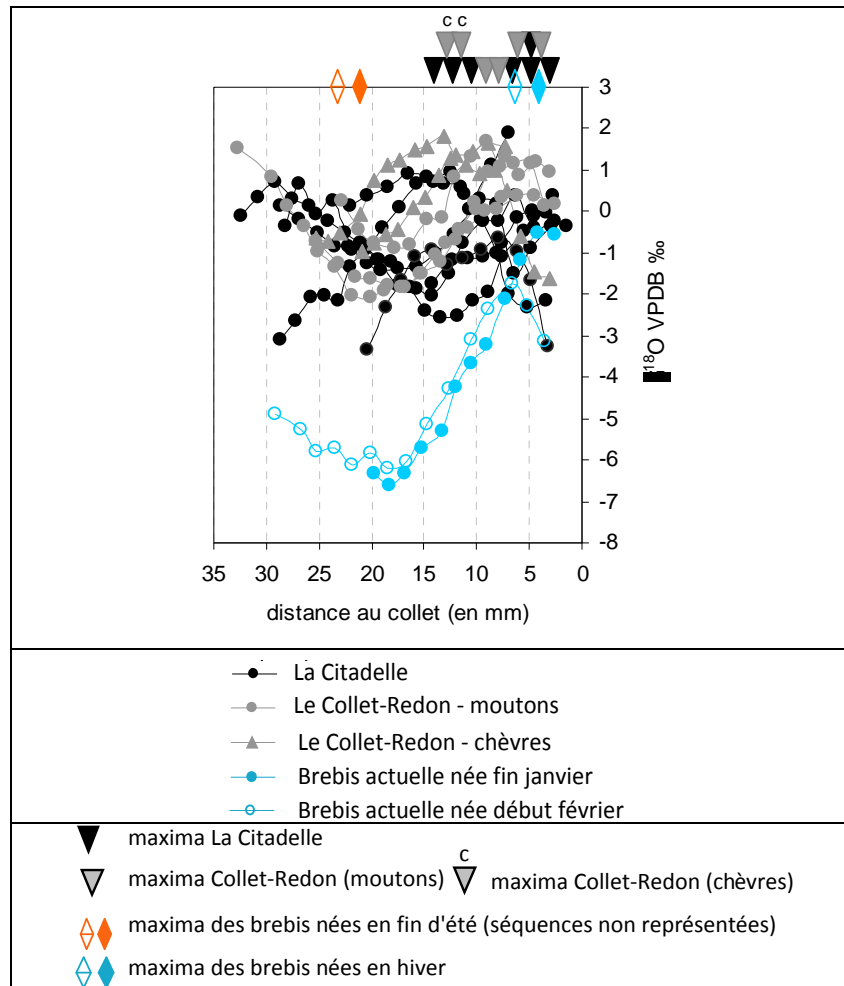 c c
3
2
1
0
-1
-2
-3
-4
-5
-6
-7
-8
18O VPDB ‰
35 30 25 20 15 10 5 0
distance au collet (en mm)
La Citadelle
Le Collet-Redon - moutons
Le Collet-Redon - chèvres
Brebis actuelle née fin janvier
Brebis actuelle née début février
maxima La Citadelle
maxima Collet-Redon (moutons) c maxima Collet-Redon (chèvres)
maxima des brebis nées en fin d'été (séquences non représentées)
maxima des brebis nées en hiver